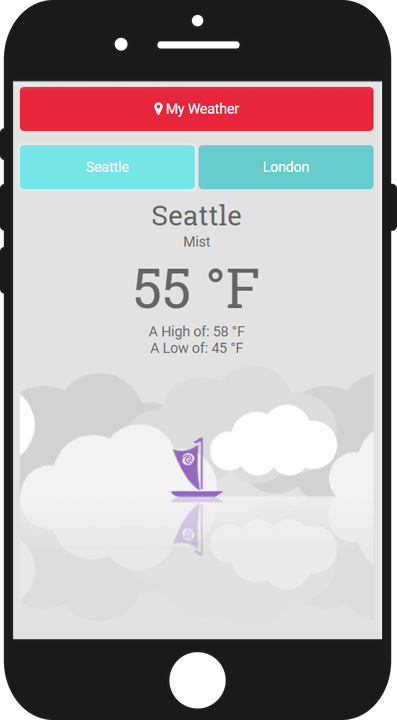 My Weather
Seattle
London
Seattle
Mist
55 °F
A High of: 58 °F
A Low of: 45 °F